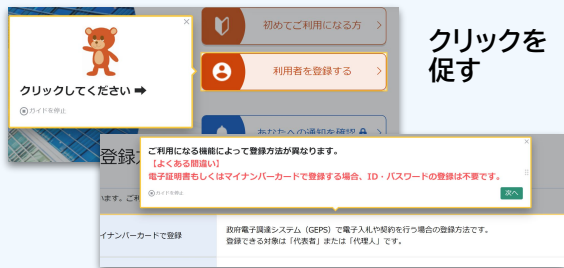 クリックを
促す
初めてご利用になる方
クリックしてください ➡
利用者を登録する
ガイドを停止
あなたへの通知を確認
登録
ご利用になる機能によって登録方法が異なります。
【よくある間違い】
電子証明書もしくはマイナンバーカードで登録する場合、ID・パスワードの登録は不要です。
ガイドを停止
次へ
います。ご利
イナンバーカードで登録
政府電子調達システム（GEPS）で電子入札や契約を行う場合の登録方法です。
登録できる対象は「代表者」または「代理人」です。